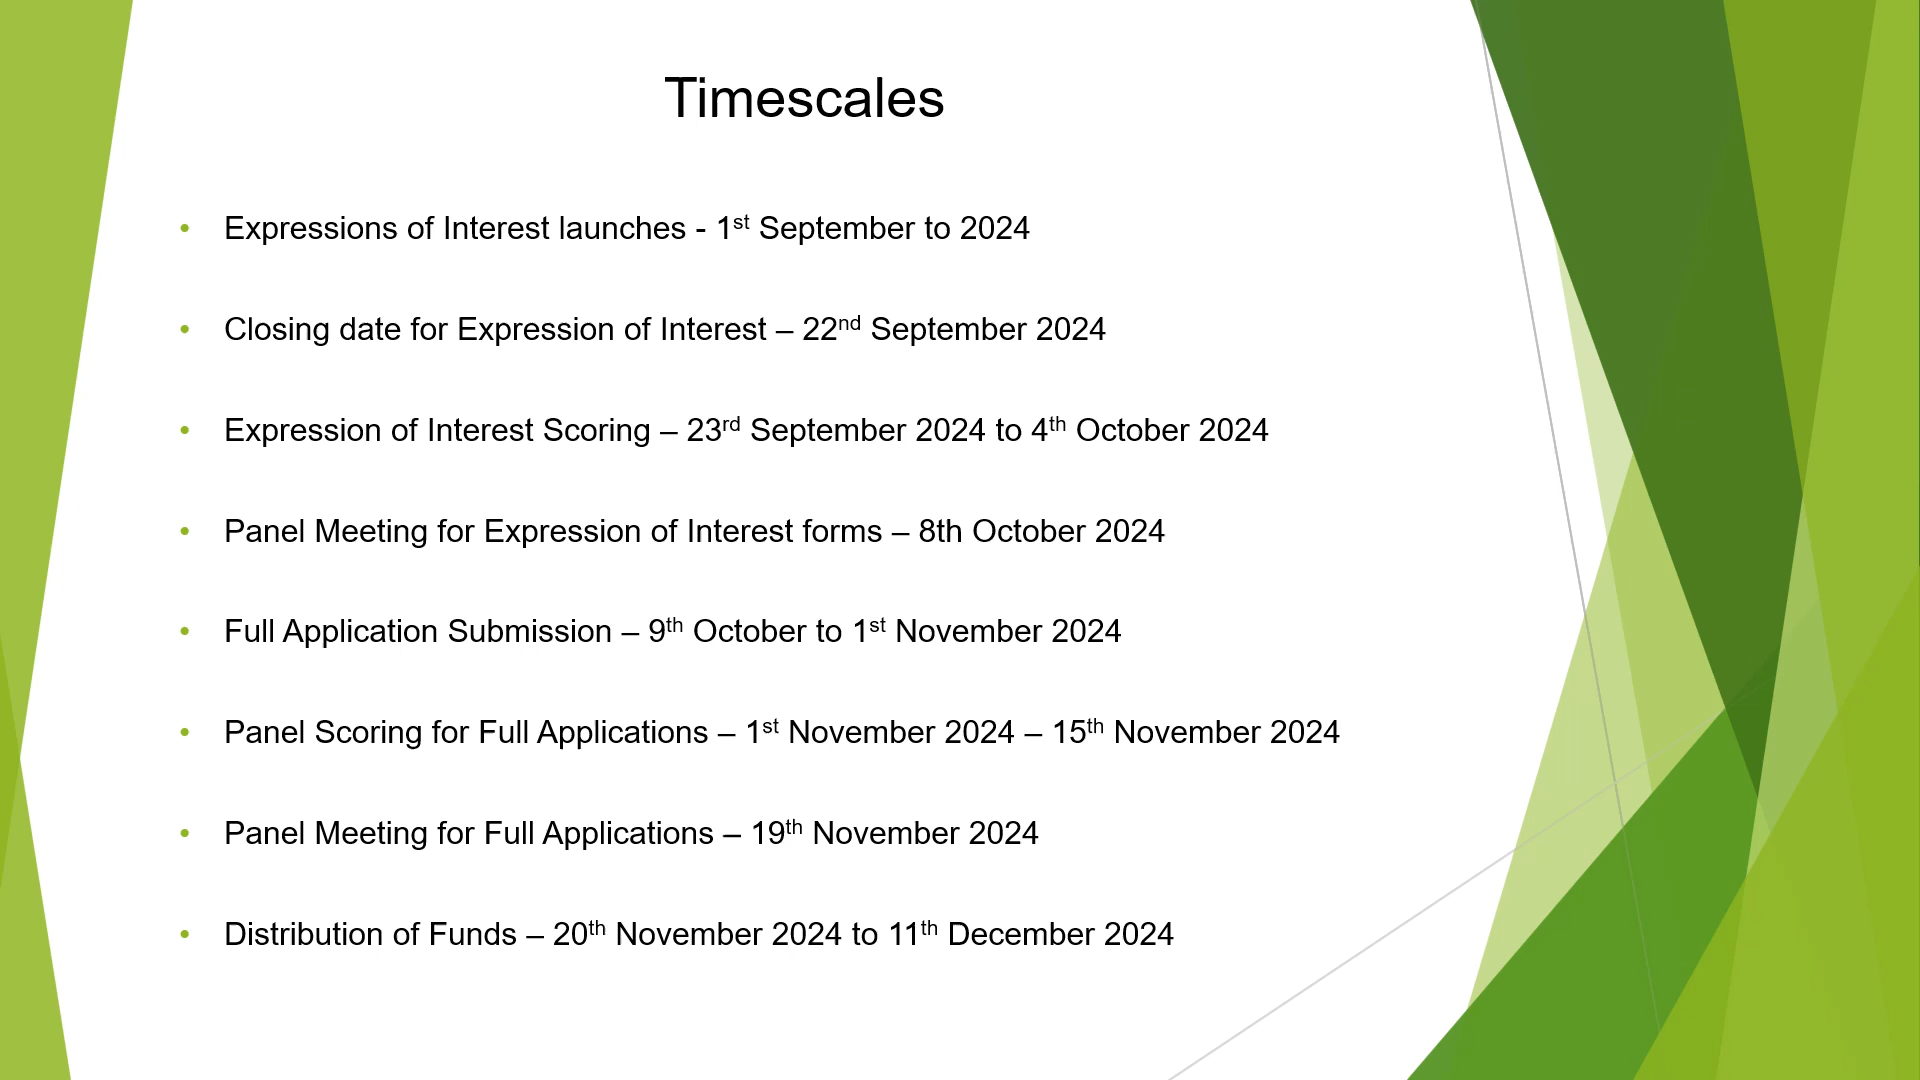 Timescales
• Expressions of Interest launches - 1st September to 2024
• Closing date for Expression of Interest – 22nd September 2024
• Expression of Interest Scoring – 23rd September 2024 to 4th October 2024
• Panel Meeting for Expression of Interest forms – 8th October 2024
• Full Application Submission – 9th October to 1st November 2024
• Panel Scoring for Full Applications – 1st November 2024 – 15th November 2024
• Panel Meeting for Full Applications – 19th November 2024
• Distribution of Funds – 20th November 2024 to 11th December 2024